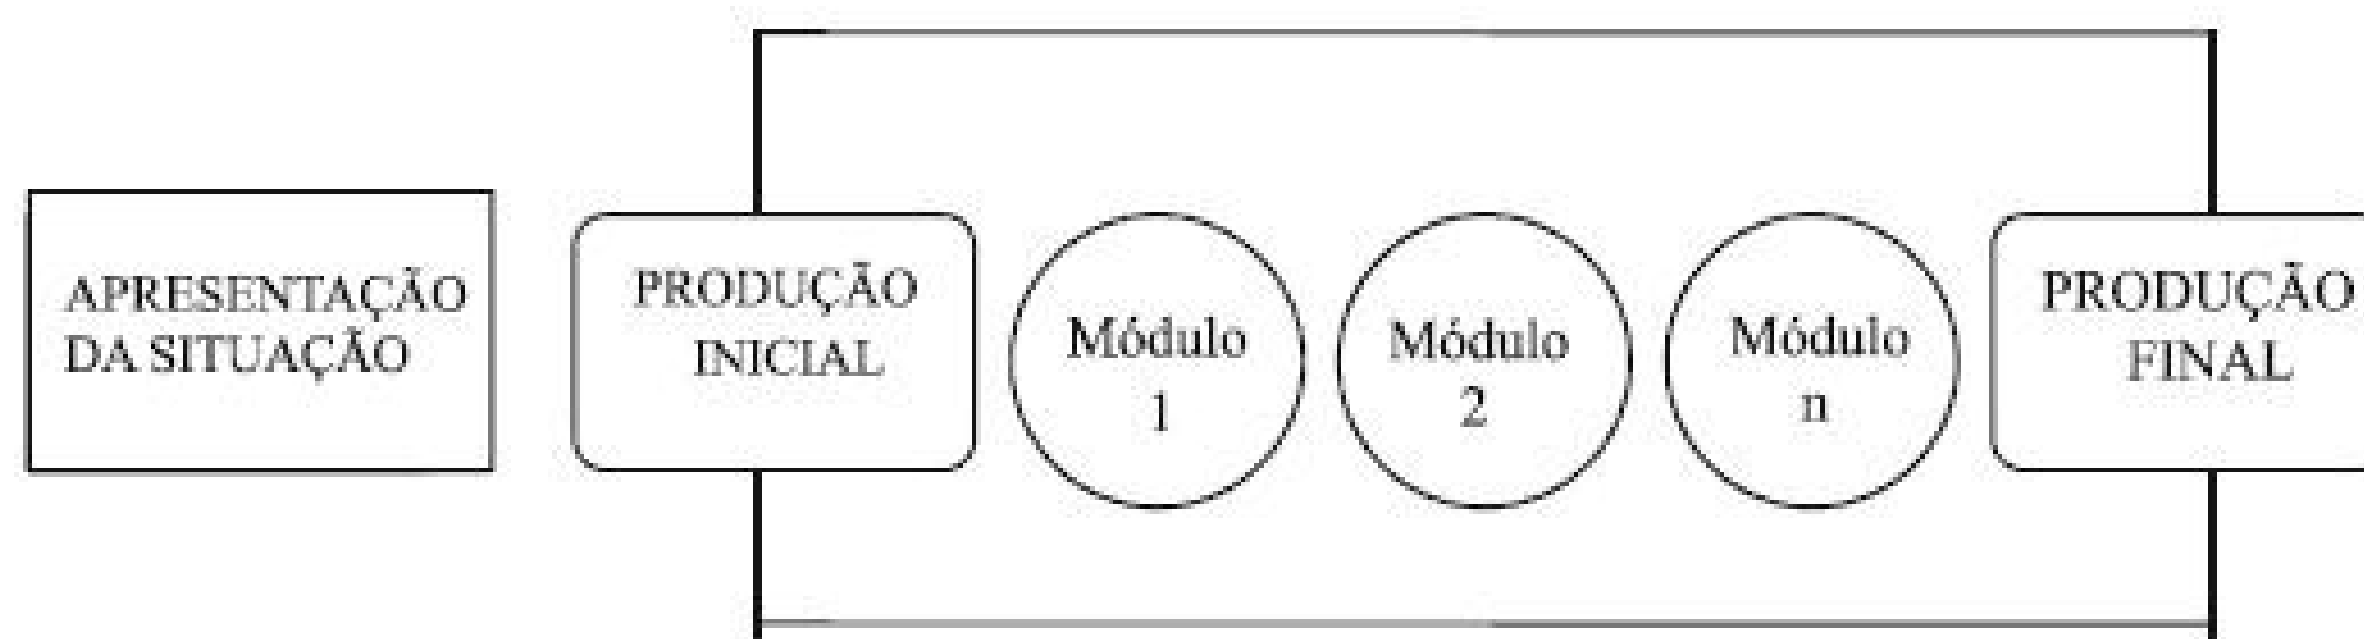 APRESENTAÇÃO
DA SITUAÇÃO
PRODUÇÃO
INICIAL
Módulo
1
Módulo
2
Módulo
n
PRODUÇÃO
FINAL